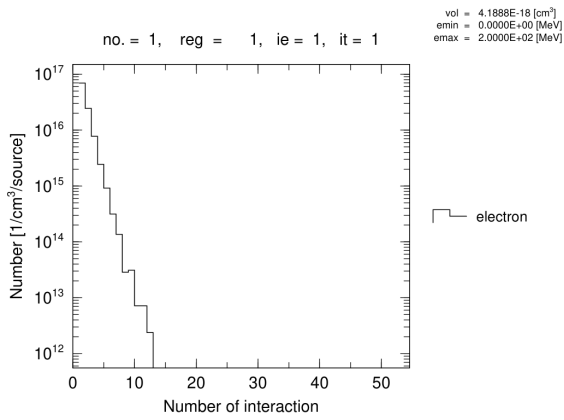 vol = 4.1888E-18 [cm³]
emin = 0.0000E+00 [MeV]
emax = 2.0000E+02 [MeV]
no. = 1, reg = 1, ie = 1, it = 1
10¹⁷
10¹⁶
10¹⁵
10¹⁴
10¹³
10¹²
Number [1/cm³/source]
electron
0 10 20 30 40 50
Number of interaction